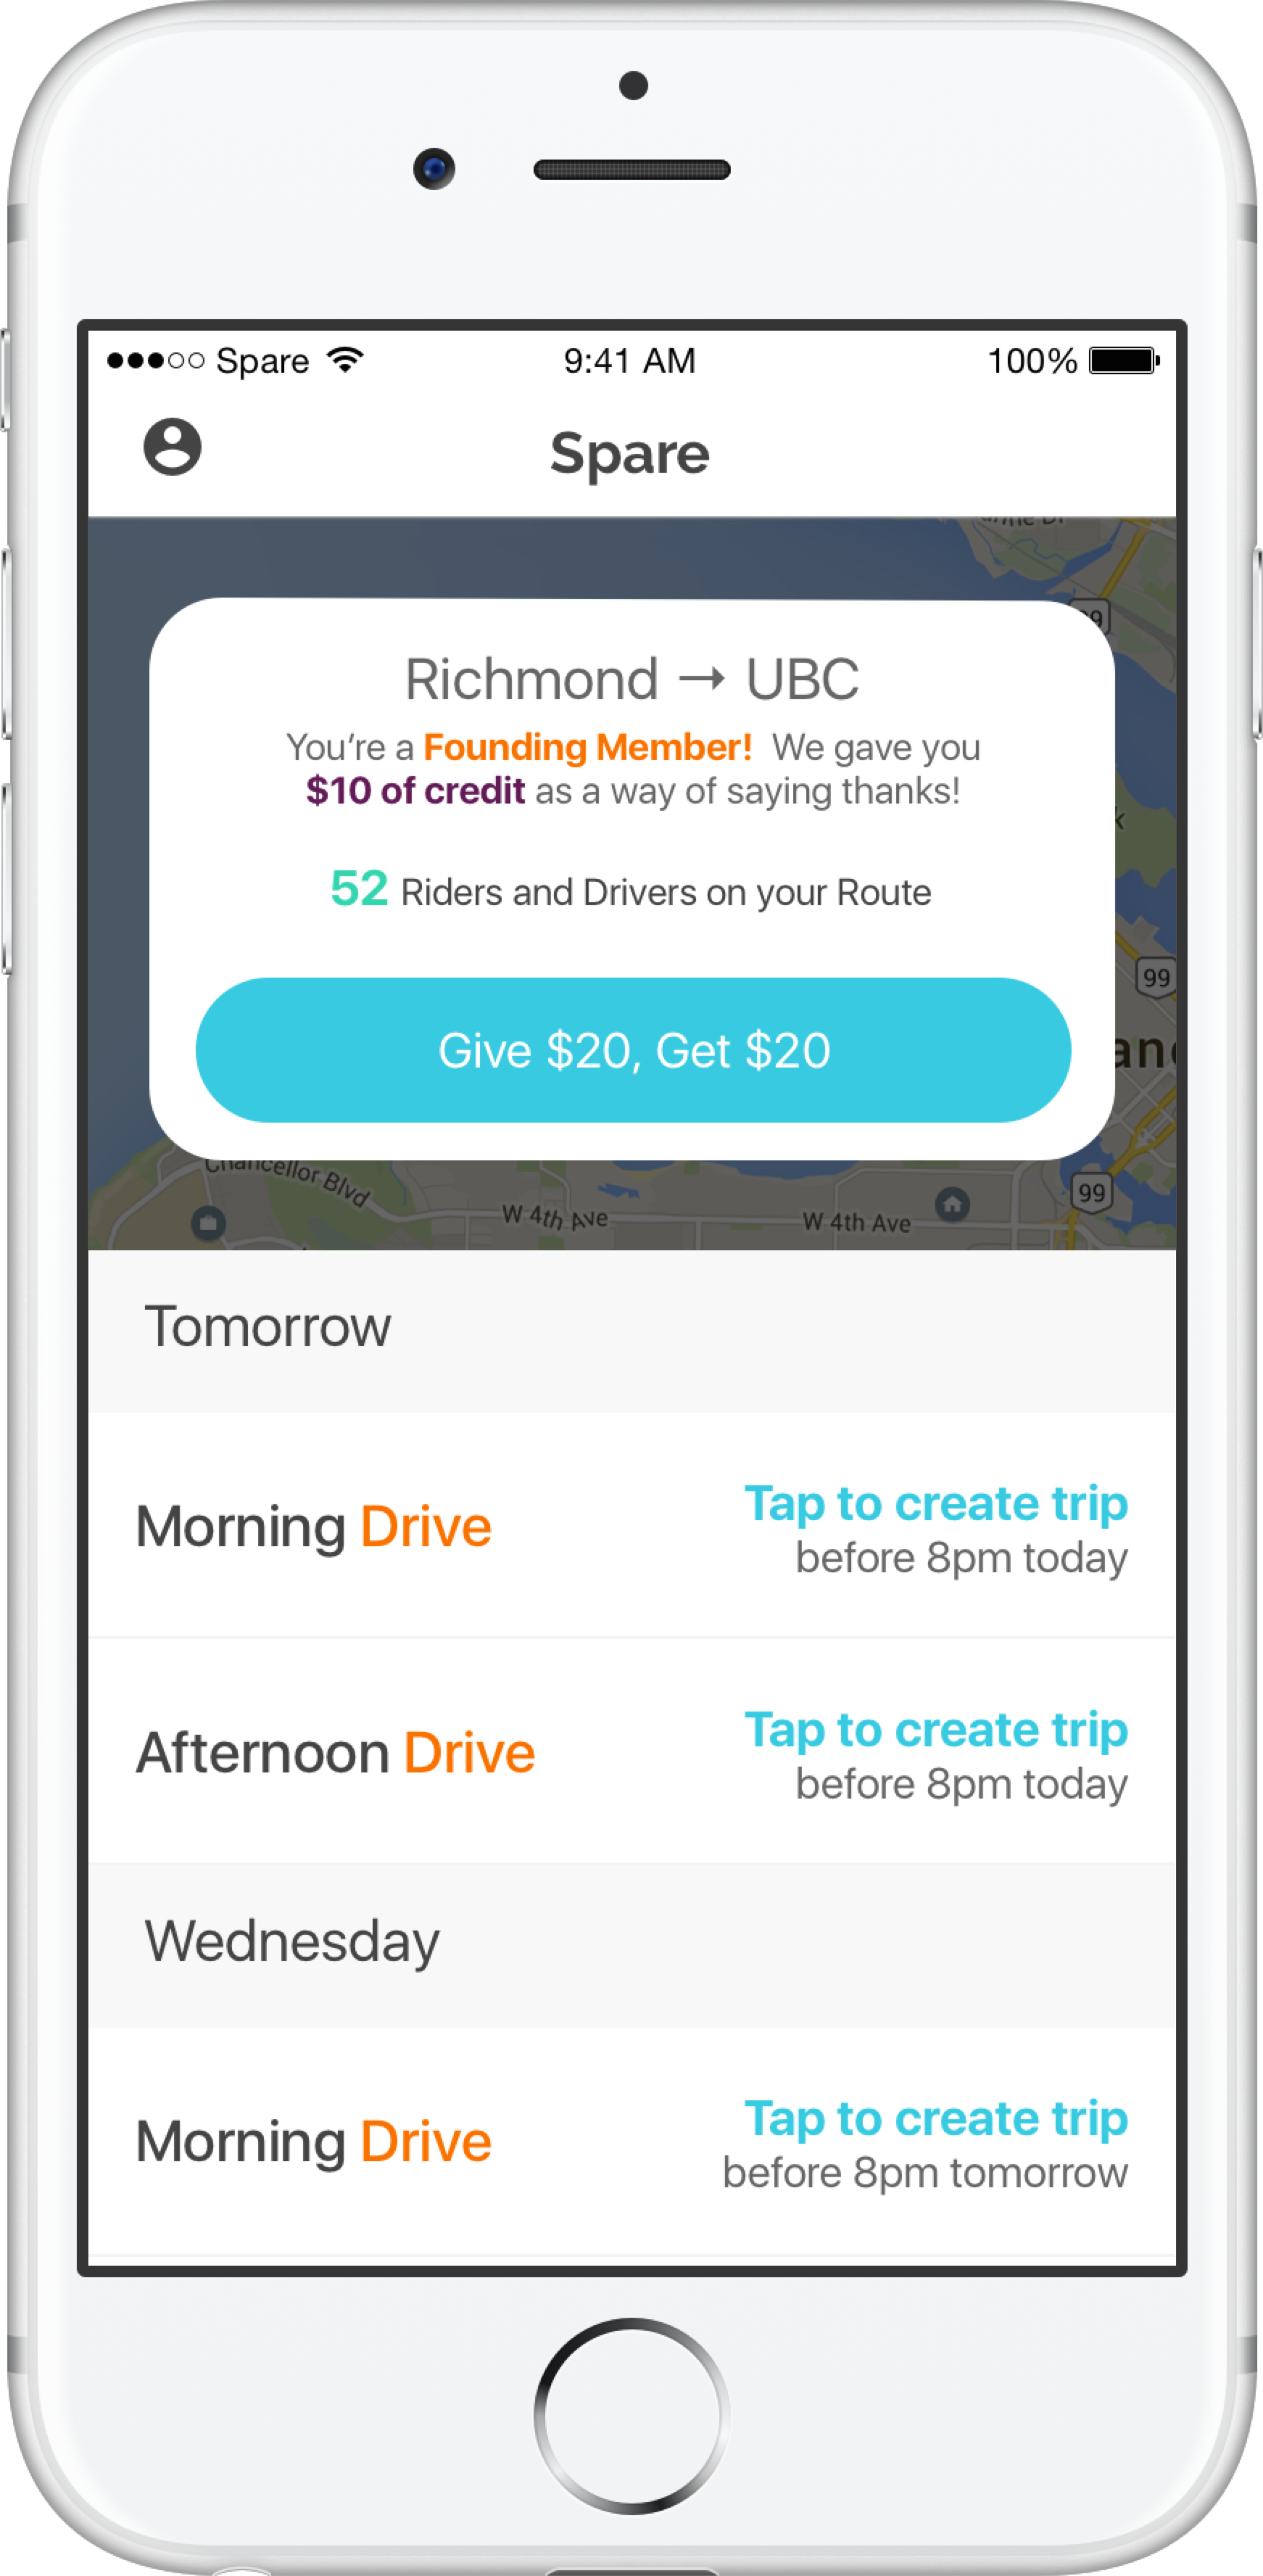 Spare 9:41 AM 100%
Spare
Richmond → UBC
You're a Founding Member! We gave you
$10 of credit as a way of saying thanks!
52 Riders and Drivers on your Route
99
Give $20, Get $20
Chancellor Blvd
99
W 4th Ave
W 4th Ave
Tomorrow
Morning Drive
Tap to create trip
before 8pm today
Afternoon Drive
Tap to create trip
before 8pm today
Wednesday
Morning Drive
Tap to create trip
before 8pm tomorrow